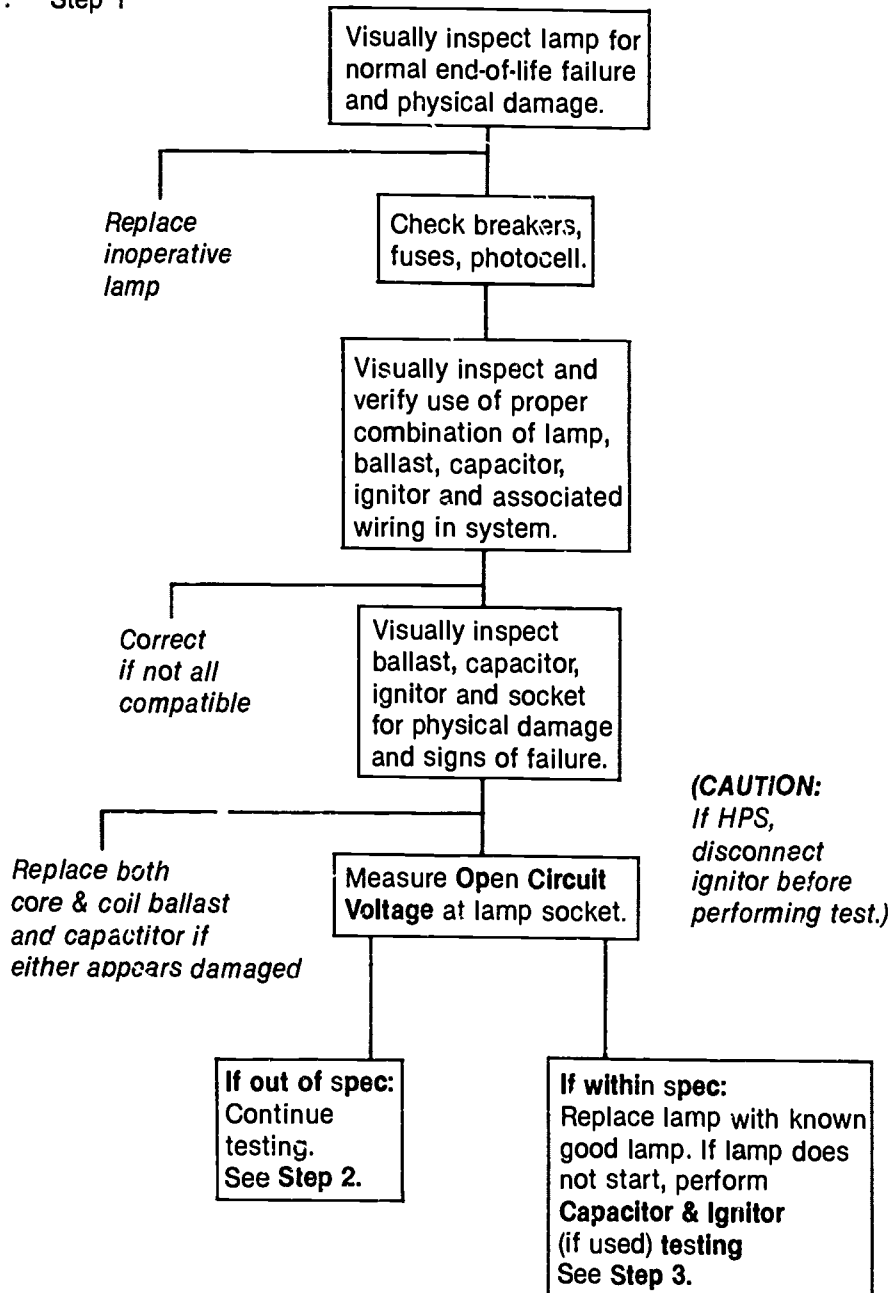 : Step 1
Visually inspect lamp for
normal end-of-life failure
and physical damage.
Replace
inoperative
lamp
Check breakers,
fuses, photocell.
Visually inspect and
verify use of proper
combination of lamp,
ballast, capacitor,
ignitor and associated
wiring in system.
Correct
if not all
compatible
Visually inspect
ballast, capacitor,
ignitor and socket
for physical damage
and signs of failure.
(CAUTION:
If HPS,
disconnect
ignitor before
performing test.)
Replace both
core & coil ballast
and capactitor if
either appears damaged
Measure Open Circuit
Voltage at lamp socket.
If out of spec:
Continue
testing.
See Step 2.
If within spec:
Replace lamp with known
good lamp. If lamp does
not start, perform
Capacitor & Ignitor
(if used) testing
See Step 3.